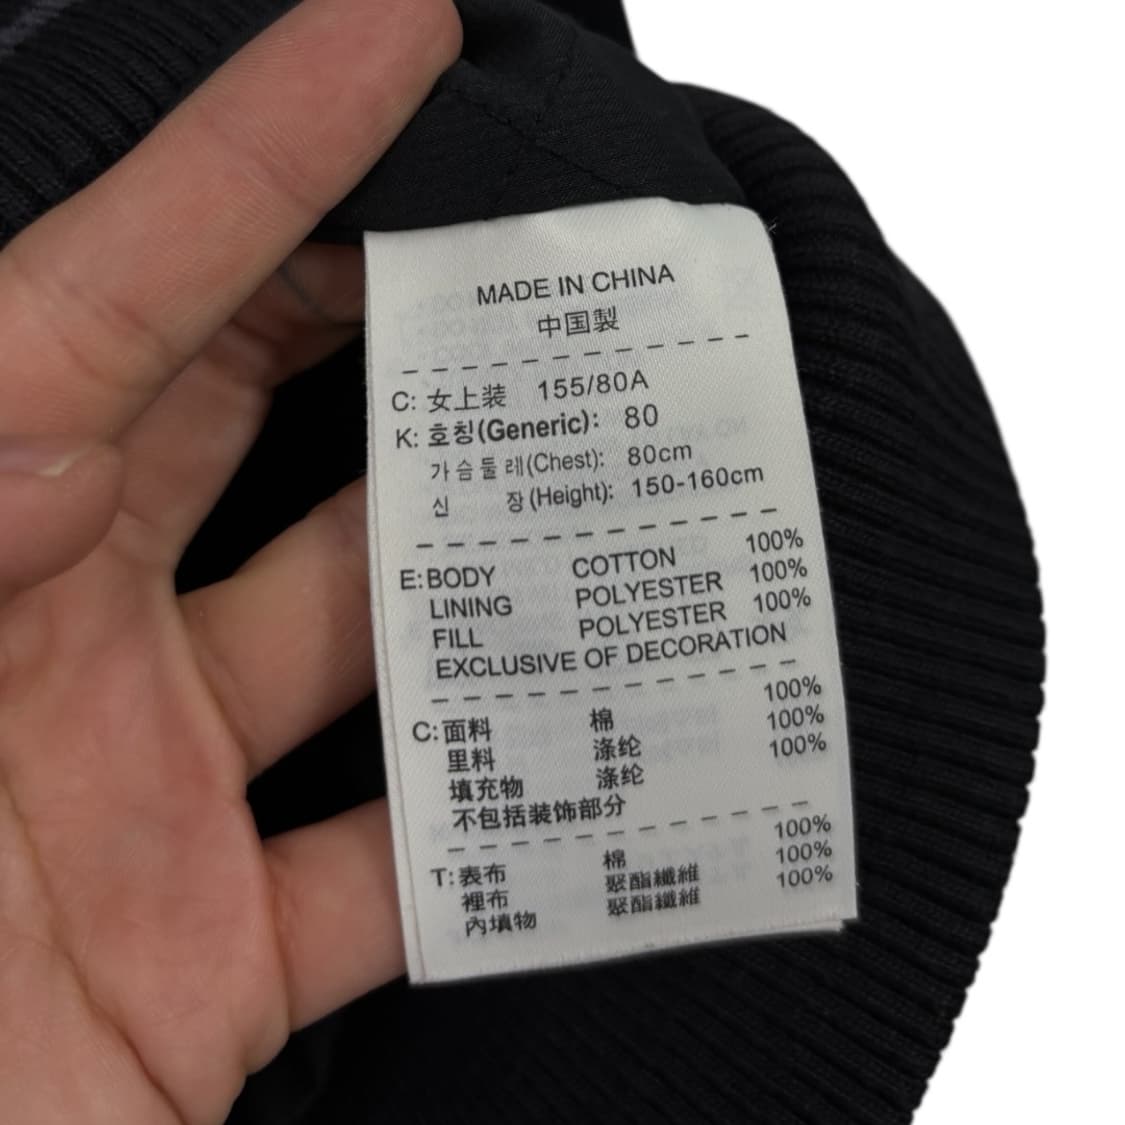 MADE IN CHINA
中国製
C: 女上装 155/80A
K: 호칭(Generic): 80
가슴둘레(Chest): 80cm
신 장(Height): 150-160cm
E: BODY COTTON 100%
LINING POLYESTER 100%
FILL POLYESTER 100%
EXCLUSIVE OF DECORATION
C: 面料 棉 100%
里料 涤纶 100%
填充物 涤纶 100%
不包括装饰部分
T: 表布 棉 100%
裡布 聚酯纖維 100%
內填物 聚酯纖維 100%